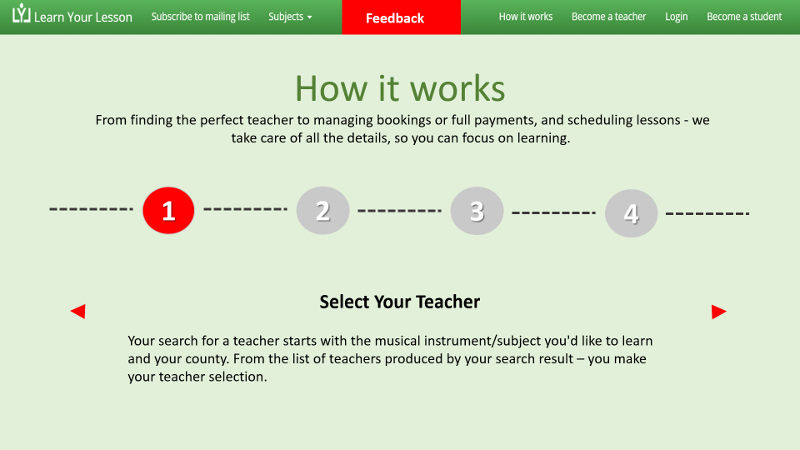 LYL Learn Your Lesson Subscribe to mailing list Subjects Feedback How it works Become a teacher Login Become a student
How it works
From finding the perfect teacher to managing bookings or full payments, and scheduling lessons - we
take care of all the details, so you can focus on learning.
1 2 3 4
Select Your Teacher
Your search for a teacher starts with the musical instrument/subject you'd like to learn
and your county. From the list of teachers produced by your search result – you make
your teacher selection.